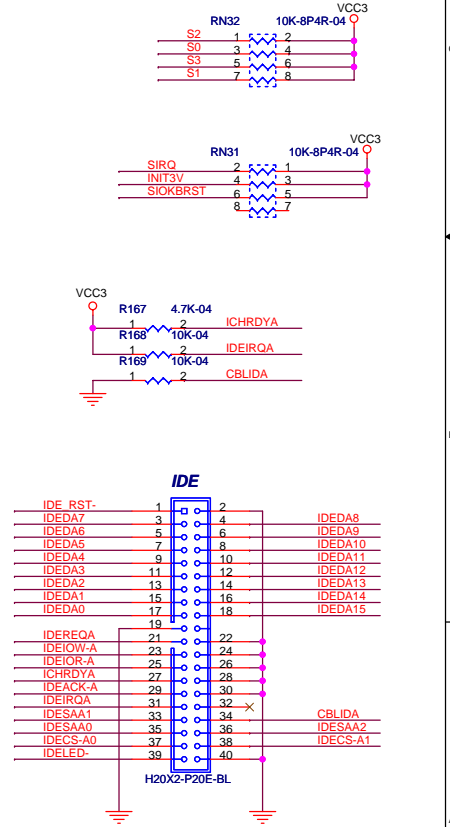 VCC3
RN32 10K-8P4R-04
S2 1 2
S0 3 4
S3 5 6
S1 7 8
VCC3
RN31 10K-8P4R-04
SIRQ 2 1
INIT3V 4 3
SIOKBRST 6 5
8 7
VCC3
R167 4.7K-04
1 2 ICHRDYA
R168 10K-04
1 2 IDEIRQA
R169 10K-04
1 2 CBLIDA
IDE
IDE_RST- 1 2
IDEDA7 3 4 IDEDA8
IDEDA6 5 6 IDEDA9
IDEDA5 7 8 IDEDA10
IDEDA4 9 10 IDEDA11
IDEDA3 11 12 IDEDA12
IDEDA2 13 14 IDEDA13
IDEDA1 15 16 IDEDA14
IDEDA0 17 18 IDEDA15
19
IDEREQA 21 22
IDEIOW-A 23 24
IDEIOR-A 25 26
ICHRDYA 27 28
IDEACK-A 29 30
IDEIRQA 31 32
IDESAA1 33 34 CBLIDA
IDESAA0 35 36 IDESAA2
IDECS-A0 37 38 IDECS-A1
IDELED- 39 40
H20X2-P20E-BL